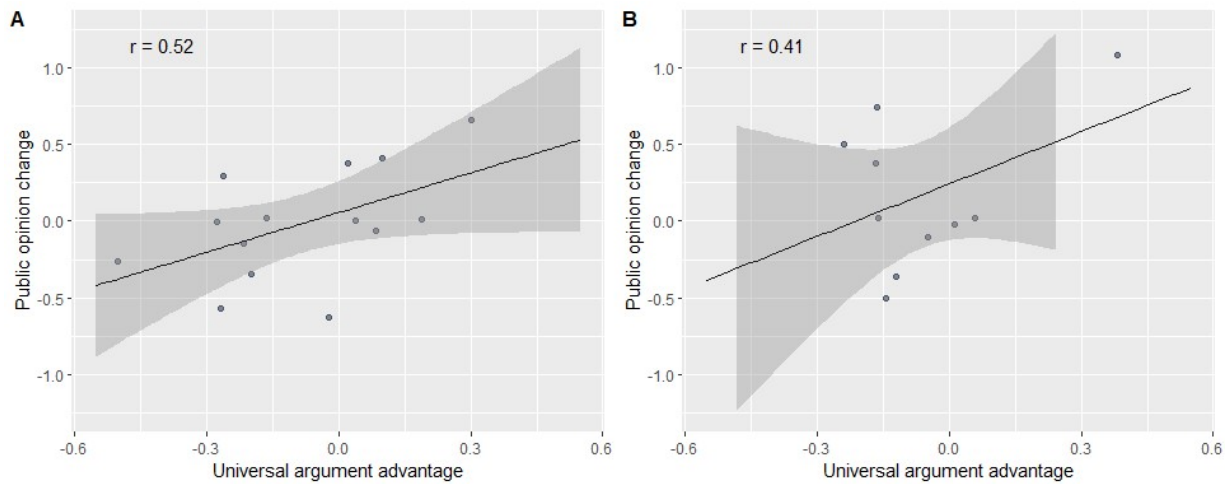 A
B
r = 0.52
r = 0.41
Public opinion change
1.0
0.5
0.0
-0.5
-1.0
-0.6
-0.3
0.0
0.3
0.6
Universal argument advantage
Public opinion change
1.0
0.5
0.0
-0.5
-1.0
-0.6
-0.3
0.0
0.3
0.6
Universal argument advantage